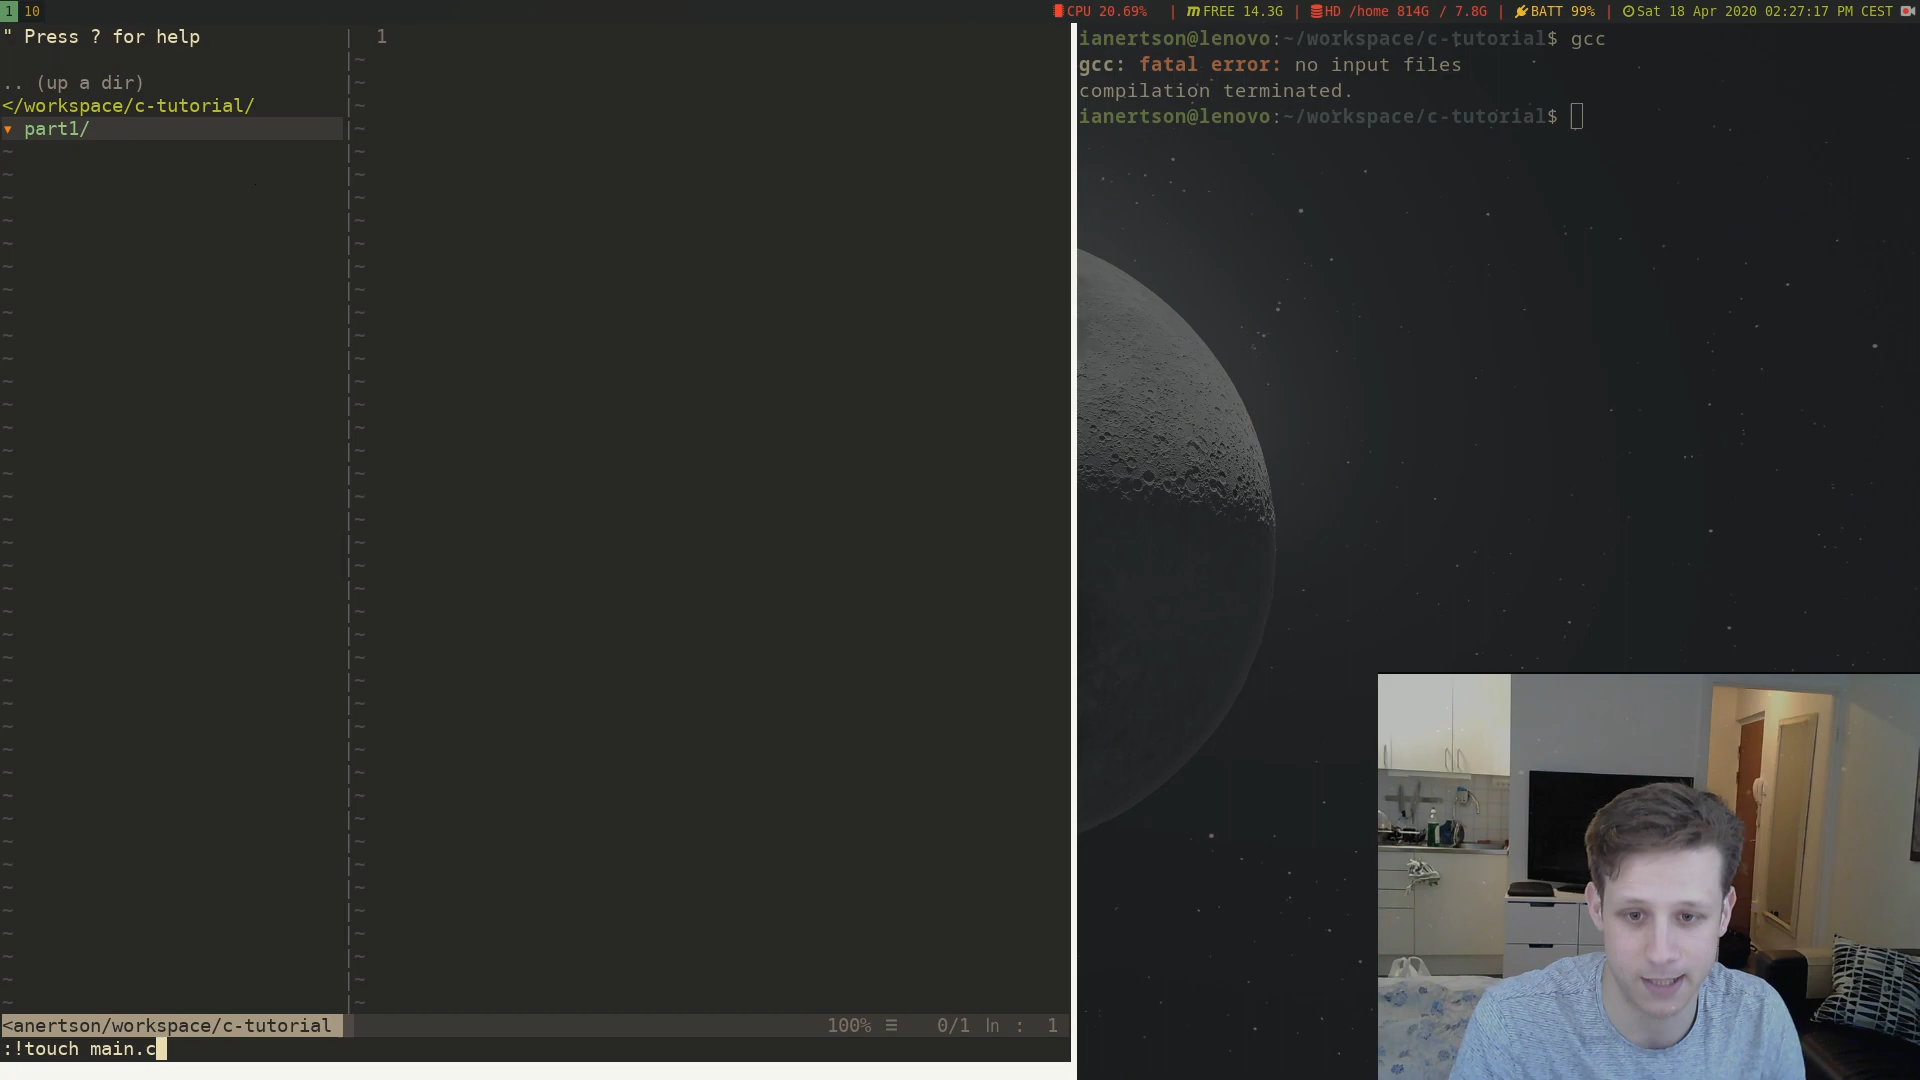 1 10 CPU 20.69% | m FREE 14.3G | HD /home 814G / 7.8G | BATT 99% | Sat 18 Apr 2020 02:27:17 PM CEST
" Press ? for help
.. (up a dir)
</workspace/c-tutorial/
▾ part1/
1
<anertson/workspace/c-tutorial 100% ☰ 0/1 ln : 1
:!touch main.c
ianertson@lenovo:~/workspace/c-tutorial$ gcc
gcc: fatal error: no input files
compilation terminated.
ianertson@lenovo:~/workspace/c-tutorial$